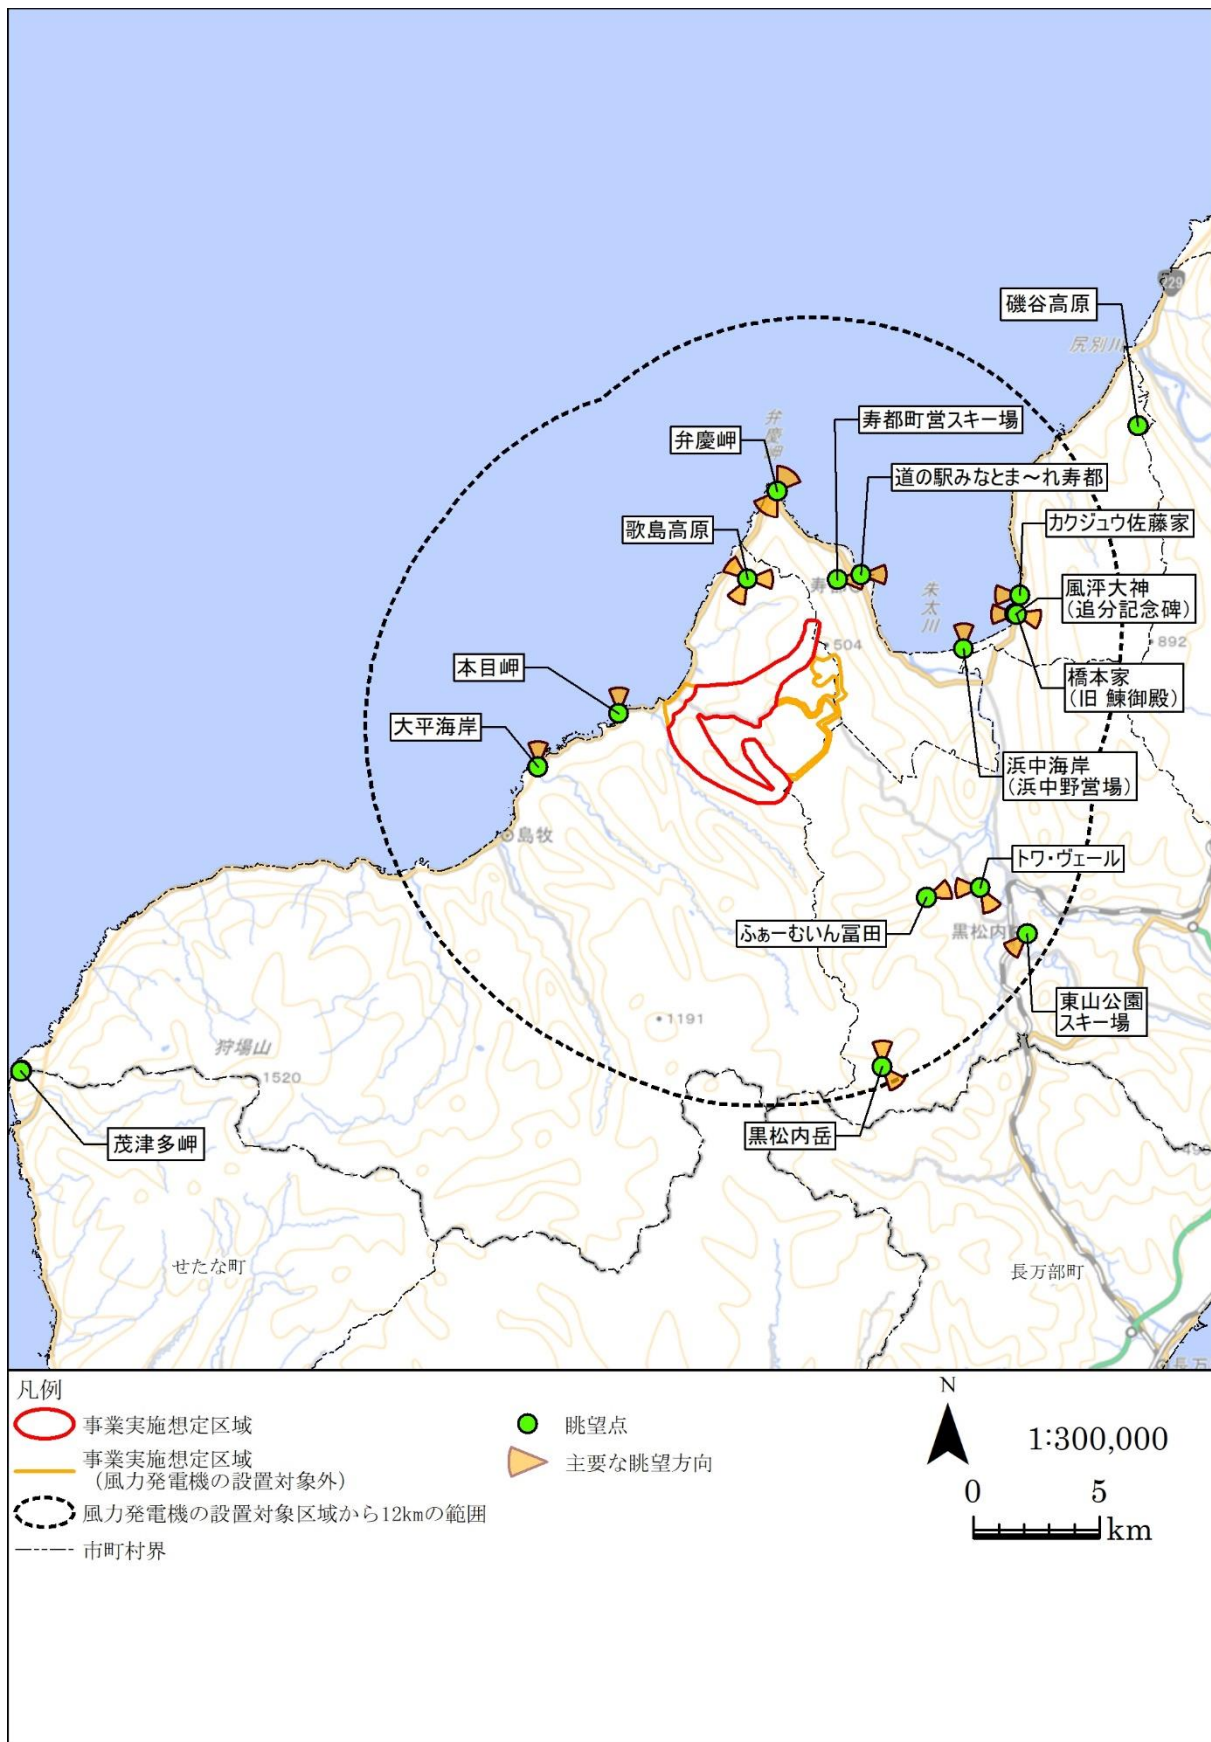 229
磯谷高原
尻別川
弁慶岬
寿都町営スキー場
弁慶岬
道の駅みなとま~れ寿都
歌島高原
カクジュウ佐藤家
寿都
朱太川
風泙大神
(追分記念碑)
504
892
本目岬
橋本家
(旧 鰊御殿)
大平海岸
浜中海岸
(浜中野営場)
島牧
トワ・ヴェール
ふぁーむいん冨田
黒松内
東山公園
スキー場
1191
狩場山
1520
茂津多岬
黒松内岳
せたな町
長万部町
長万
凡例
事業実施想定区域
眺望点
事業実施想定区域
(風力発電機の設置対象外)
主要な眺望方向
風力発電機の設置対象区域から12kmの範囲
市町村界
N
1:300,000
0 5
km